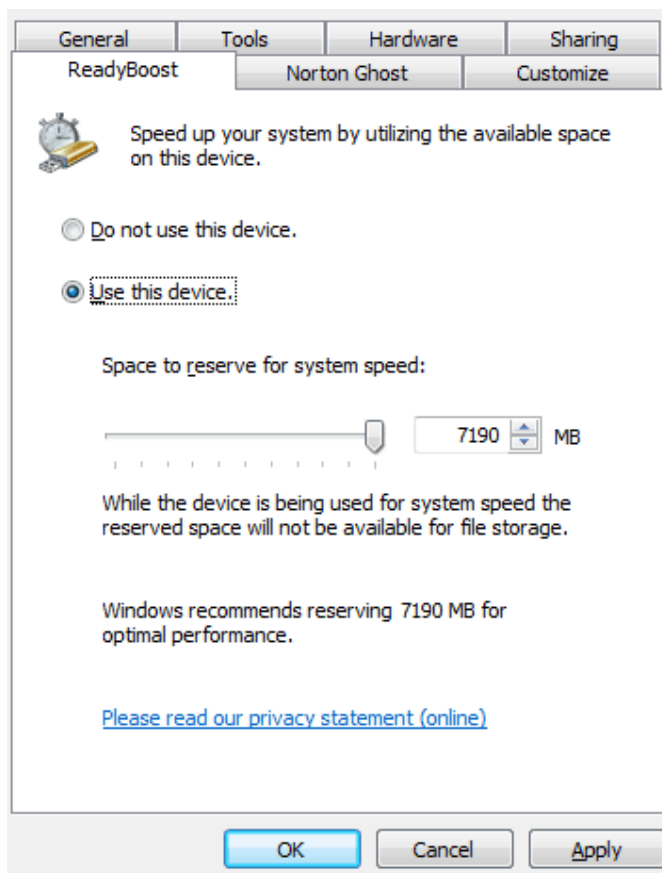 General Tools Hardware Sharing
ReadyBoost Norton Ghost Customize
Speed up your system by utilizing the available space
on this device.
Do not use this device.
Use this device.
Space to reserve for system speed:
7190 MB
While the device is being used for system speed the
reserved space will not be available for file storage.
Windows recommends reserving 7190 MB for
optimal performance.
Please read our privacy statement (online)
OK Cancel Apply